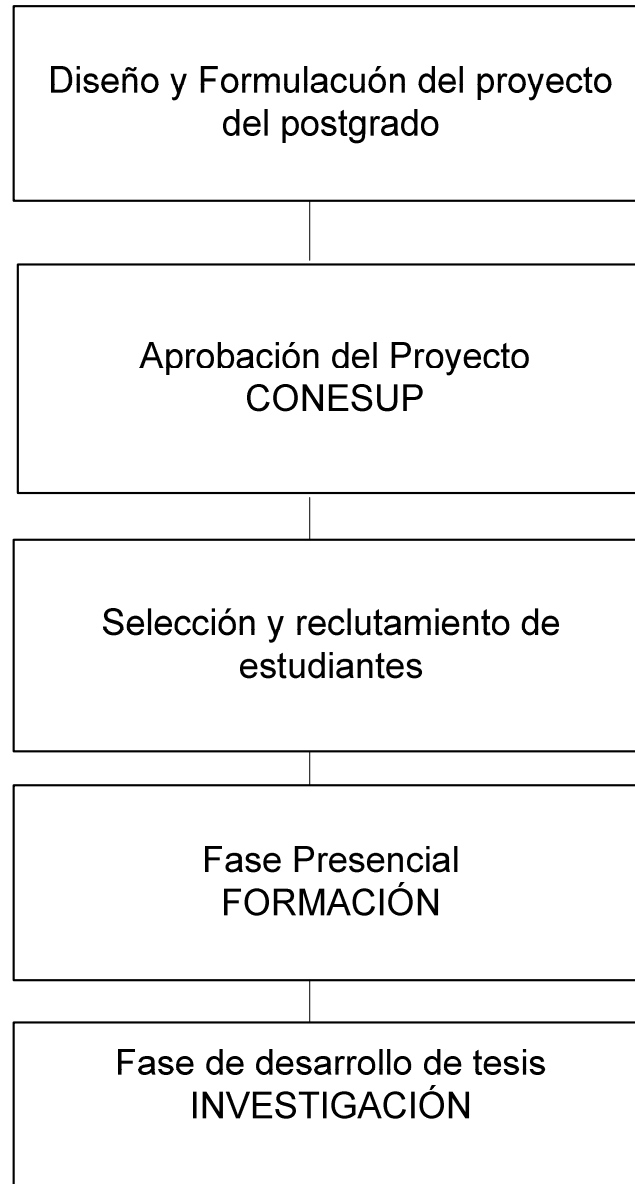 Diseño y Formulacuón del proyecto
del postgrado
Aprobación del Proyecto
CONESUP
Selección y reclutamiento de
estudiantes
Fase Presencial
FORMACIÓN
Fase de desarrollo de tesis
INVESTIGACIÓN